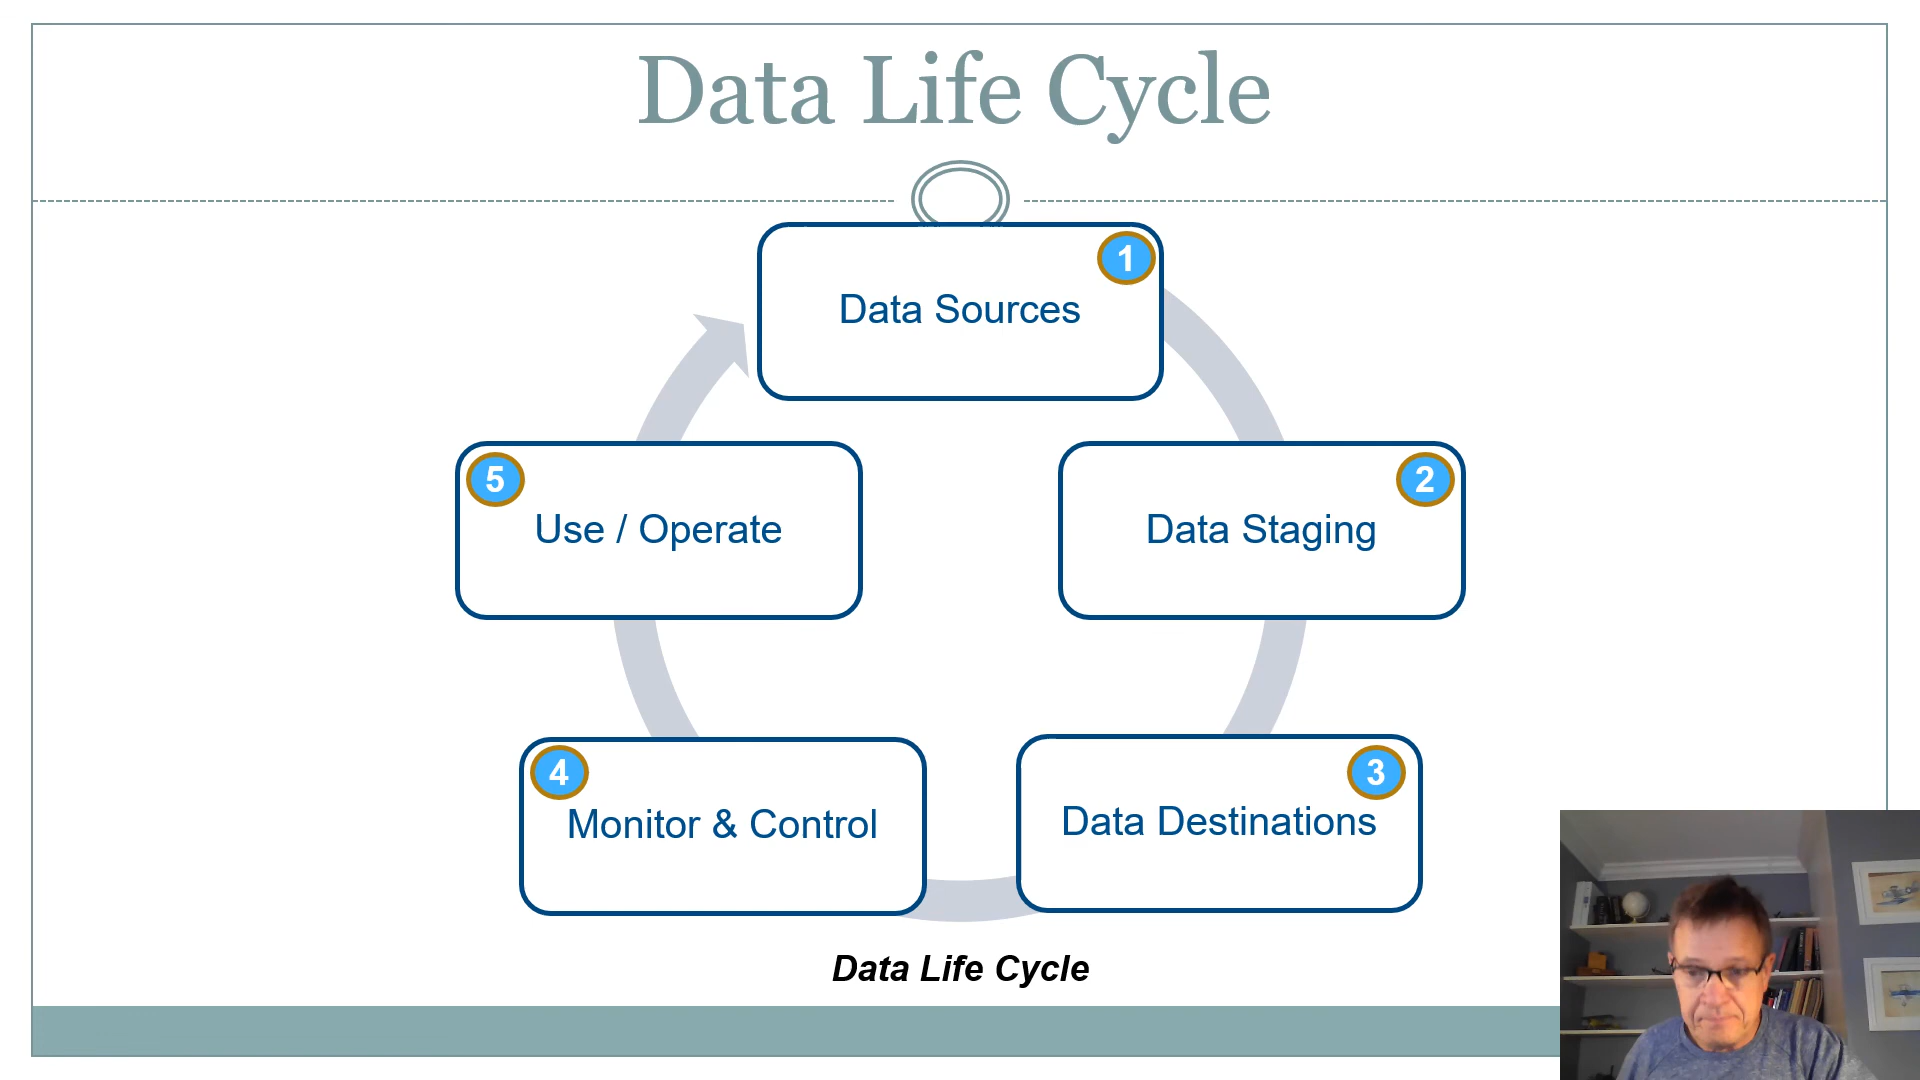 Data Life Cycle
1
Data Sources
2
Data Staging
3
Data Destinations
4
Monitor & Control
5
Use / Operate
Data Life Cycle